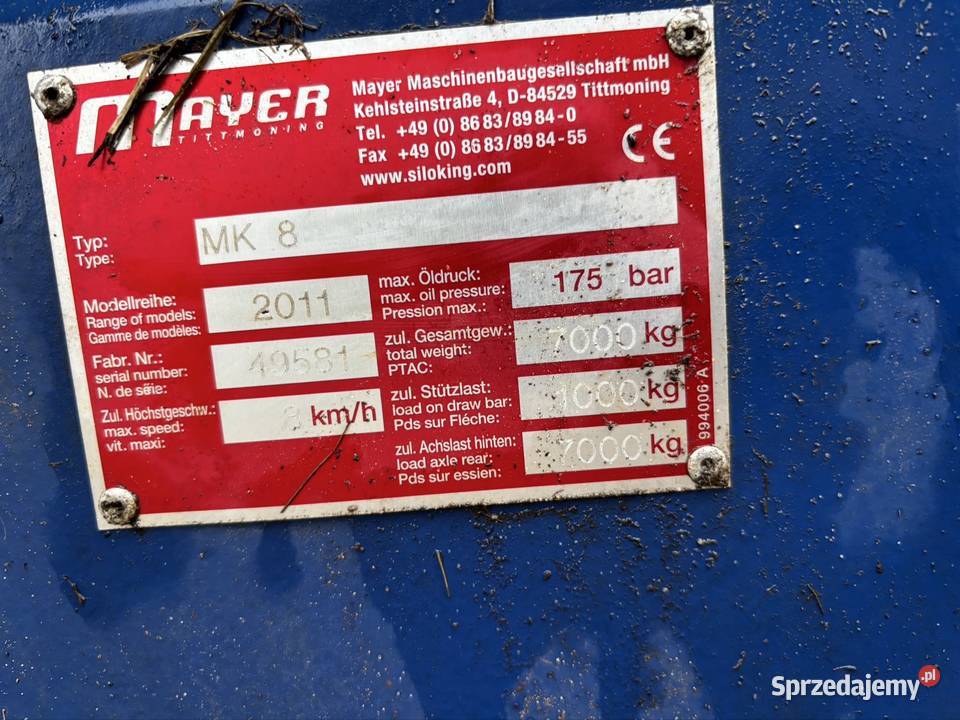 MAYER
TITTMONING
Mayer Maschinenbaugesellschaft mbH
Kehlsteinstraße 4, D-84529 Tittmoning
Tel. +49 (0) 86 83/89 84-0
Fax +49 (0) 86 83/89 84-55
www.siloking.com
CE
Typ:
Type:
MK 8
Modellreihe:
Range of models:
Gamme de modèles:
2011
Fabr. Nr.:
serial number:
N. de série:
49581
Zul. Höchstgeschw.:
max. speed:
vit. maxi:
8 km/h
max. Öldruck:
max. oil pressure:
Pression max.:
175 bar
zul. Gesamtgew.:
total weight:
PTAC:
7000 kg
zul. Stützlast:
load on draw bar:
Pds sur Fléche:
1000 kg
zul. Achslast hinten:
load axle rear:
Pds sur essien:
7000 kg
994006-A
Sprzedajemy.pl